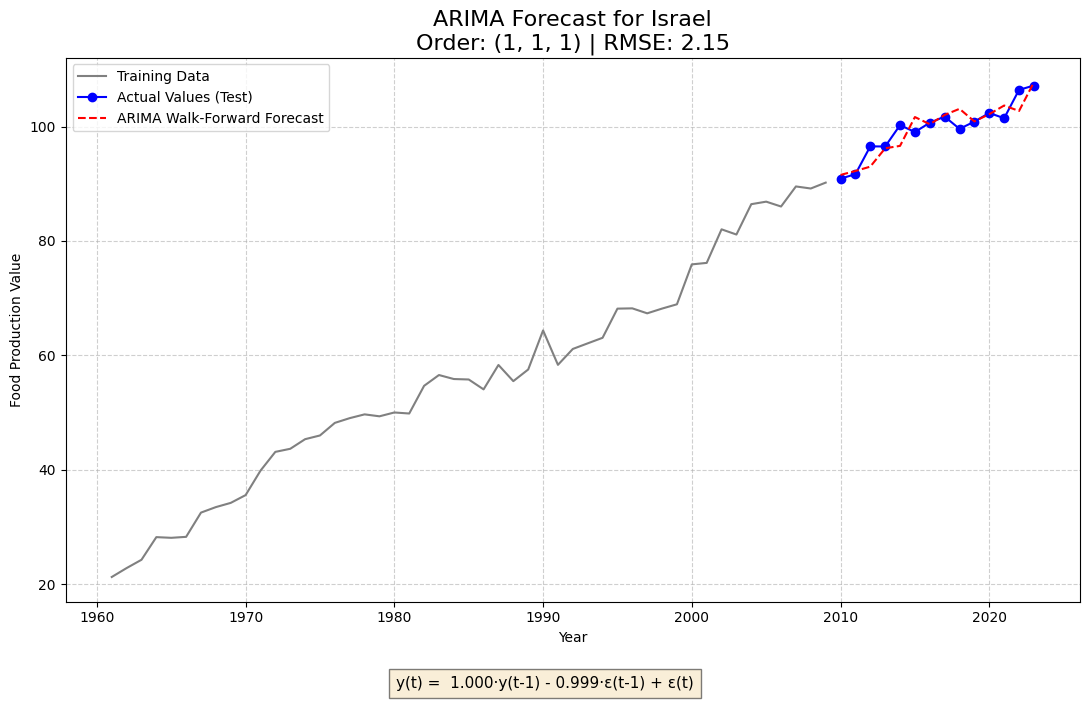 ARIMA Forecast for Israel
Order: (1, 1, 1) | RMSE: 2.15
Training Data
Actual Values (Test)
ARIMA Walk-Forward Forecast
Food Production Value
100
80
60
40
20
1960 1970 1980 1990 2000 2010 2020
Year
y(t) = 1.000·y(t-1) - 0.999·ε(t-1) + ε(t)